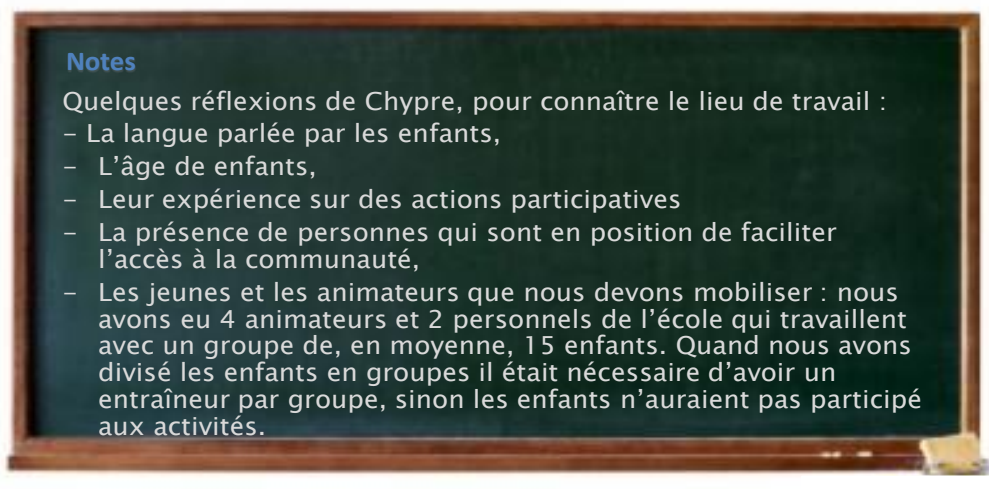 Notes
Quelques réflexions de Chypre, pour connaître le lieu de travail :
- La langue parlée par les enfants,
- L'âge de enfants,
- Leur expérience sur des actions participatives
- La présence de personnes qui sont en position de faciliter
l'accès à la communauté,
- Les jeunes et les animateurs que nous devons mobiliser : nous
avons eu 4 animateurs et 2 personnels de l'école qui travaillent
avec un groupe de, en moyenne, 15 enfants. Quand nous avons
divisé les enfants en groupes il était nécessaire d'avoir un
entraîneur par groupe, sinon les enfants n'auraient pas participé
aux activités.